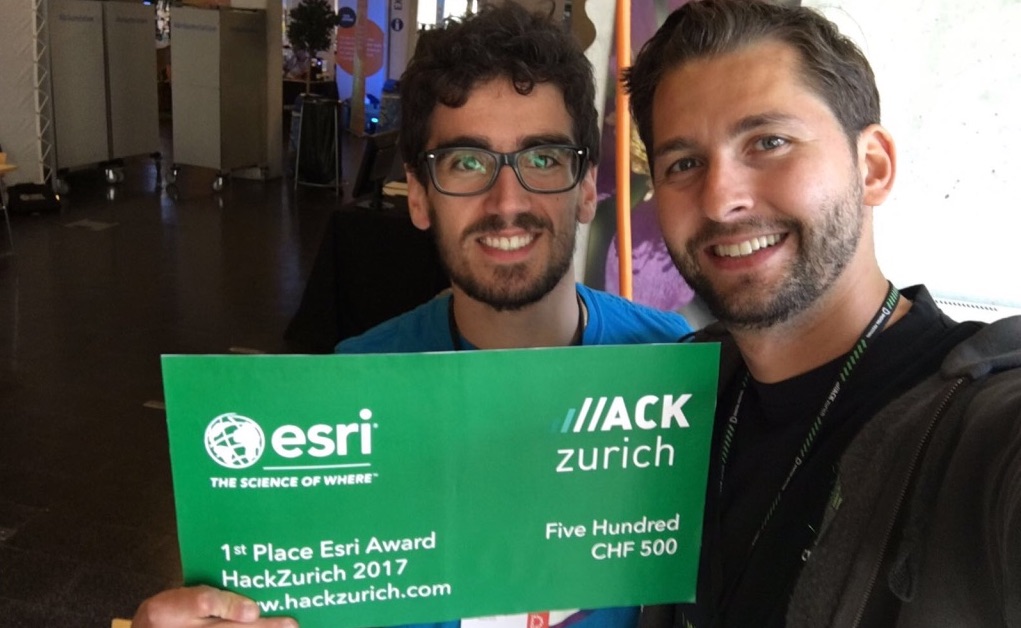 esri
THE SCIENCE OF WHERE™
///ACK
zurich
1st Place Esri Award
HackZurich 2017
www.hackzurich.com
Five Hundred
CHF 500